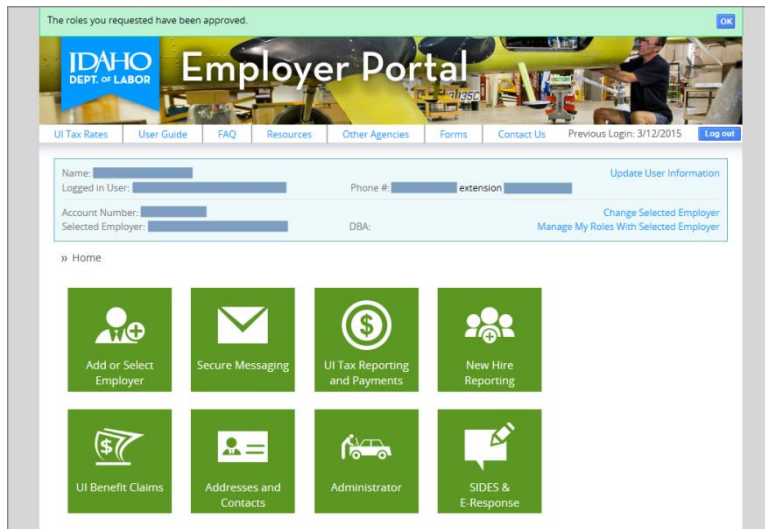 The roles you requested have been approved.
OK
IDAHO
DEPT. OF LABOR
Employer Portal
UI Tax Rates
User Guide
FAQ
Resources
Other Agencies
Forms
Contact Us
Previous Login: 3/12/2015
Log out
Name:
Update User Information
Logged in User:
Phone #:
extension
Account Number:
Change Selected Employer
Selected Employer:
DBA:
Manage My Roles With Selected Employer
» Home
Add or Select
Employer
Secure Messaging
UI Tax Reporting
and Payments
New Hire
Reporting
UI Benefit Claims
Addresses and
Contacts
Administrator
SIDES &
E-Response